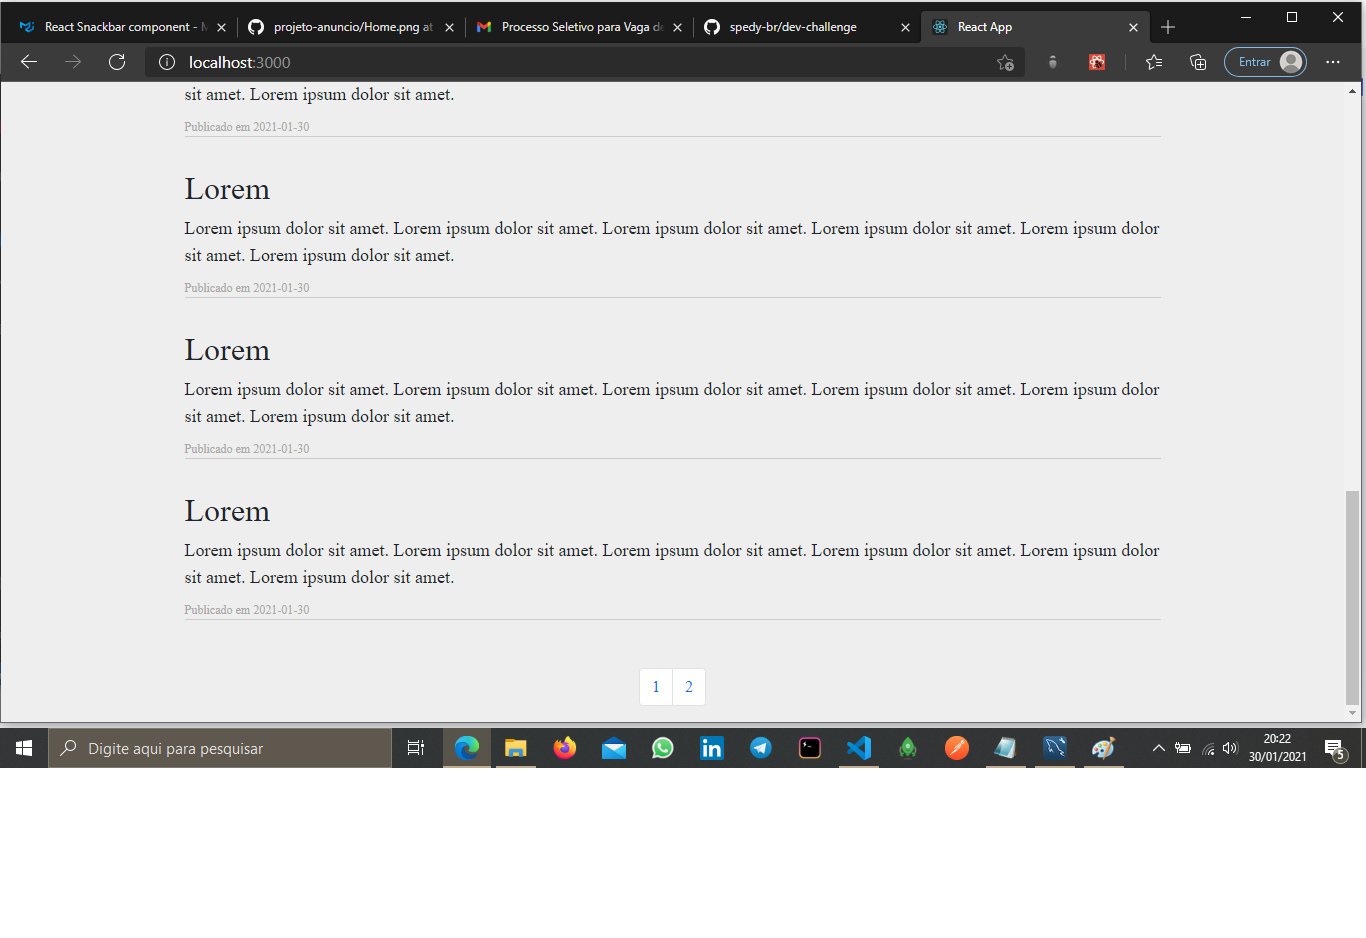 React Snackbar component - M
projeto-anuncio/Home.png at
Processo Seletivo para Vaga de
spedy-br/dev-challenge
React App
localhost:3000
Entrar
sit amet. Lorem ipsum dolor sit amet.
Publicado em 2021-01-30
Lorem
Lorem ipsum dolor sit amet. Lorem ipsum dolor sit amet. Lorem ipsum dolor sit amet. Lorem ipsum dolor sit amet. Lorem ipsum dolor
sit amet. Lorem ipsum dolor sit amet.
Publicado em 2021-01-30
Lorem
Lorem ipsum dolor sit amet. Lorem ipsum dolor sit amet. Lorem ipsum dolor sit amet. Lorem ipsum dolor sit amet. Lorem ipsum dolor
sit amet. Lorem ipsum dolor sit amet.
Publicado em 2021-01-30
Lorem
Lorem ipsum dolor sit amet. Lorem ipsum dolor sit amet. Lorem ipsum dolor sit amet. Lorem ipsum dolor sit amet. Lorem ipsum dolor
sit amet. Lorem ipsum dolor sit amet.
Publicado em 2021-01-30
1 2
Digite aqui para pesquisar
20:22
30/01/2021
5